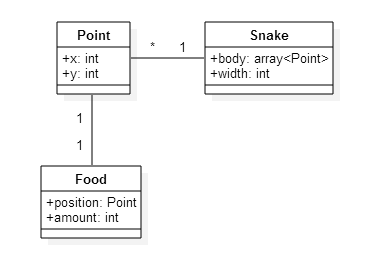 Point
+x: int
+y: int
*
1
Snake
+body: array<Point>
+width: int
1
1
Food
+position: Point
+amount: int